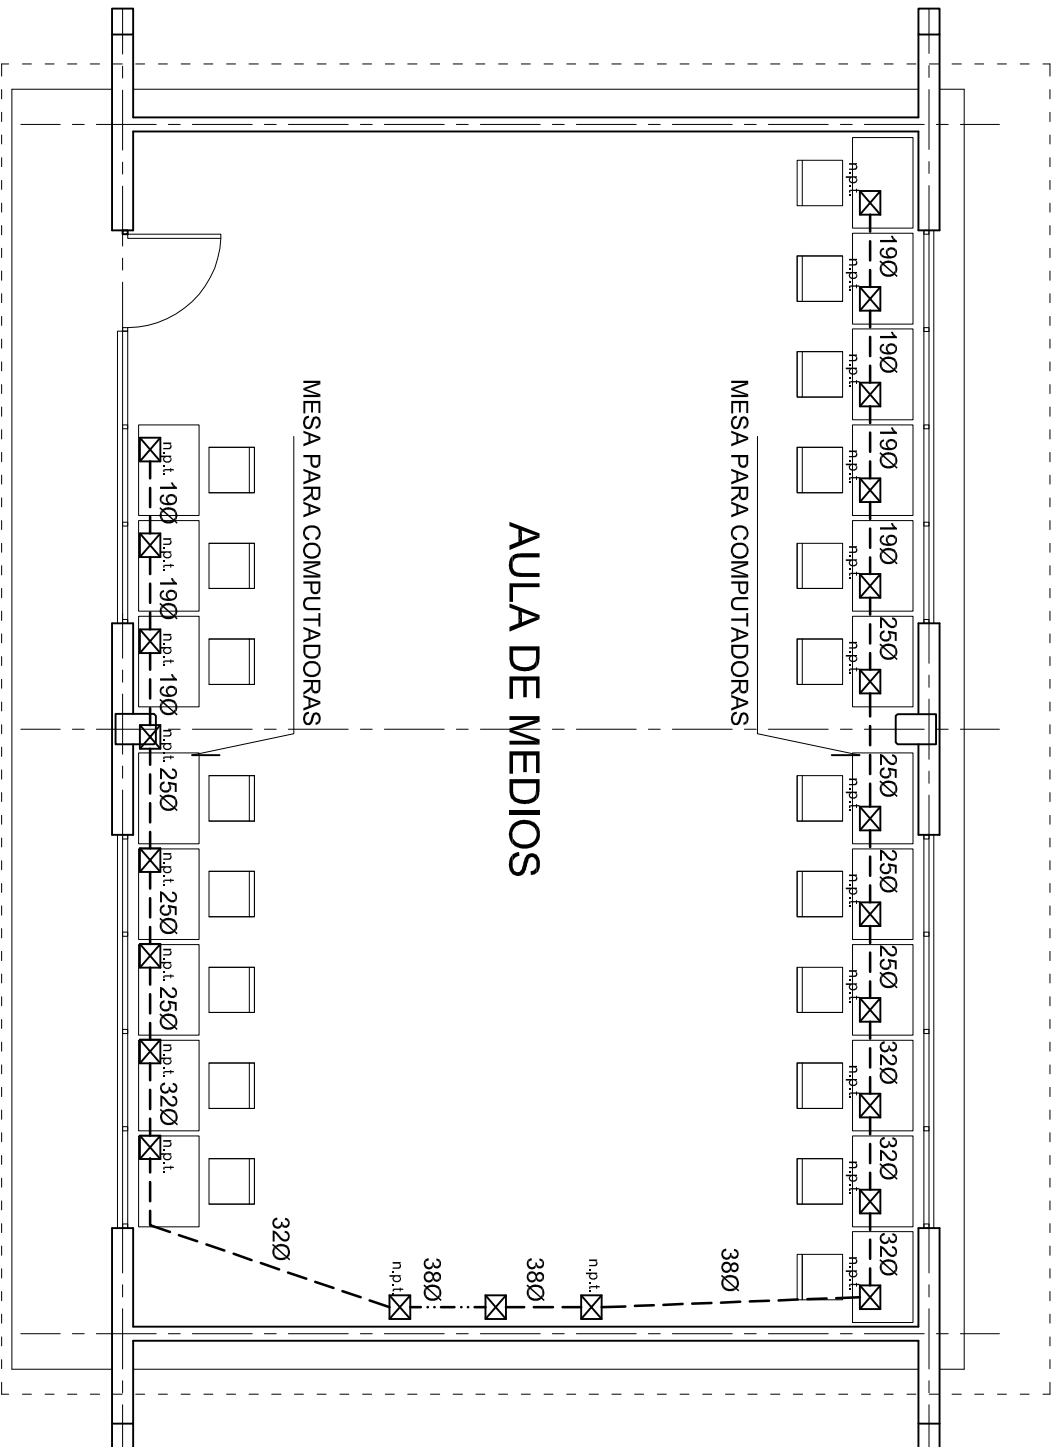 19Ø
19Ø
19Ø
19Ø
25Ø
25Ø
25Ø
25Ø
32Ø
32Ø
32Ø
n.p.t.
n.p.t.
n.p.t.
n.p.t.
n.p.t.
n.p.t.
n.p.t.
n.p.t.
n.p.t.
n.p.t.
n.p.t.
n.p.t.
MESA PARA COMPUTADORAS
38Ø
n.p.t.
AULA DE MEDIOS
38Ø
38Ø
n.p.t.
MESA PARA COMPUTADORAS
32Ø
n.p.t. 19Ø
n.p.t. 19Ø
n.p.t. 19Ø
n.p.t. 25Ø
n.p.t. 25Ø
n.p.t. 25Ø
n.p.t. 32Ø
n.p.t.